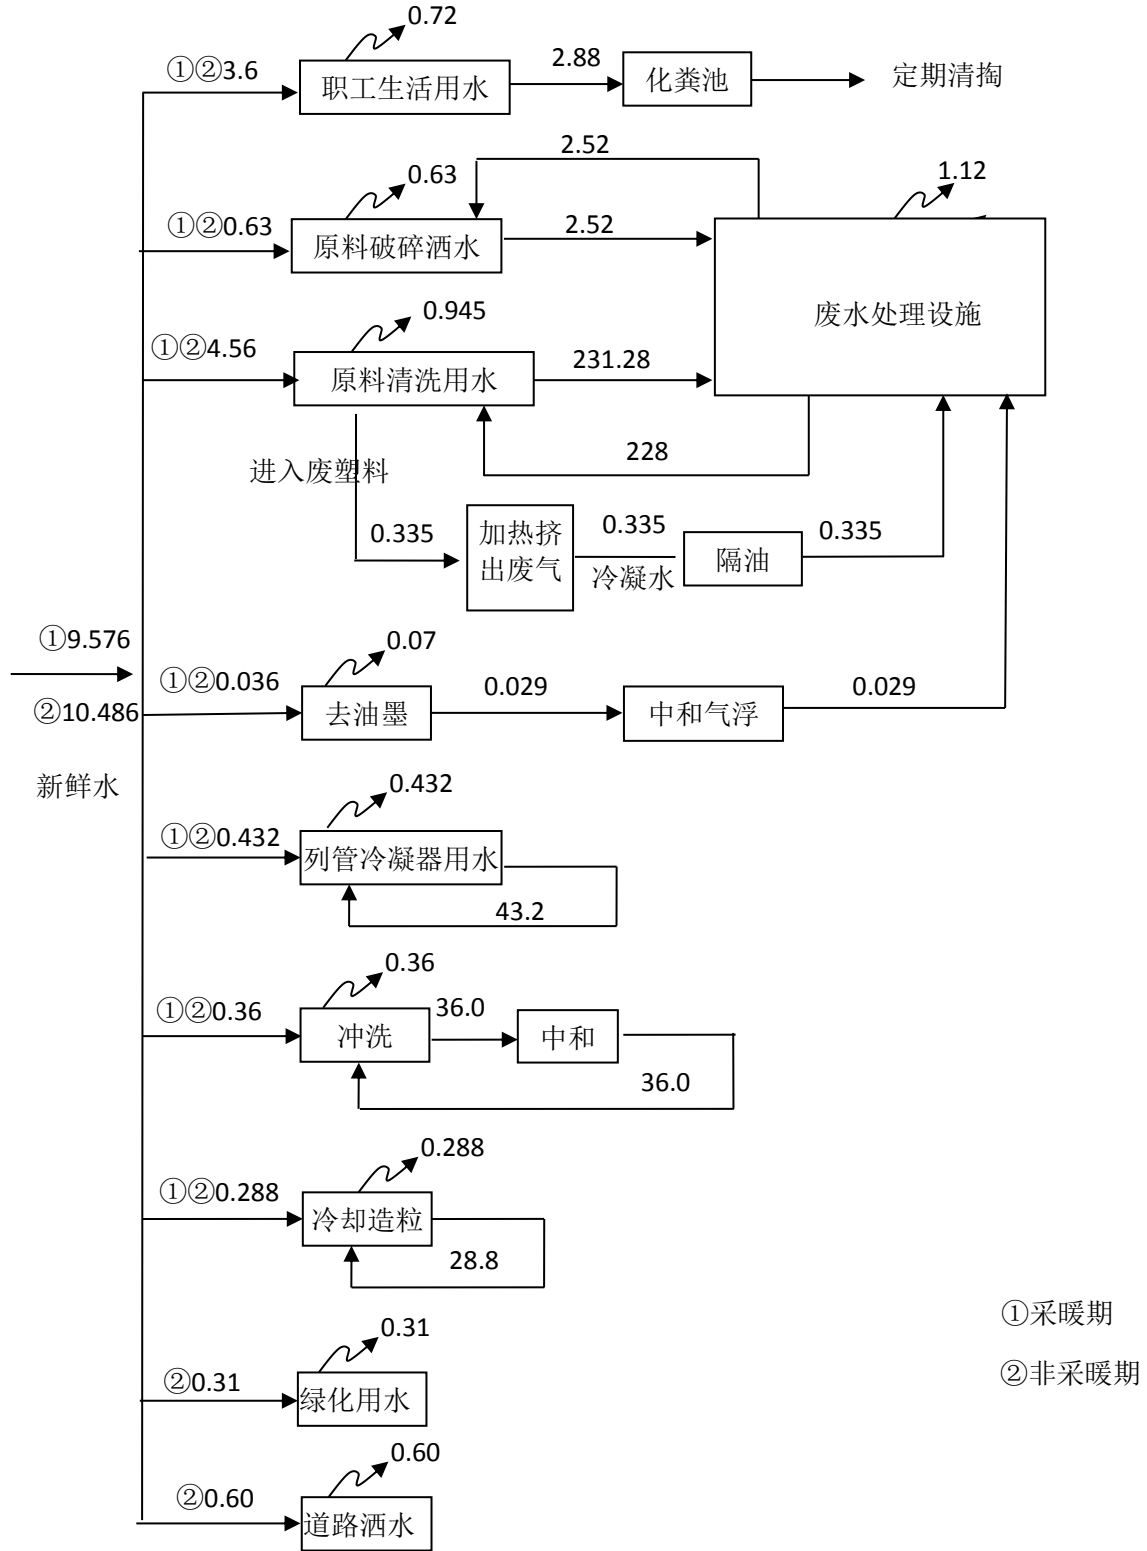 0.72
①②3.6
职工生活用水
2.88
化粪池
定期清掏
2.52
0.63
1.12
①②0.63
原料破碎洒水
2.52
废水处理设施
0.945
①②4.56
原料清洗用水
231.28
228
进入废塑料
0.335
加热挤
出废气
0.335
冷凝水
隔油
0.335
①9.576
②10.486
新鲜水
0.07
①②0.036
去油墨
0.029
中和气浮
0.029
0.432
①②0.432
列管冷凝器用水
43.2
0.36
①②0.36
冲洗
36.0
中和
36.0
0.288
①②0.288
冷却造粒
28.8
①采暖期
②非采暖期
0.31
②0.31
绿化用水
0.60
②0.60
道路洒水